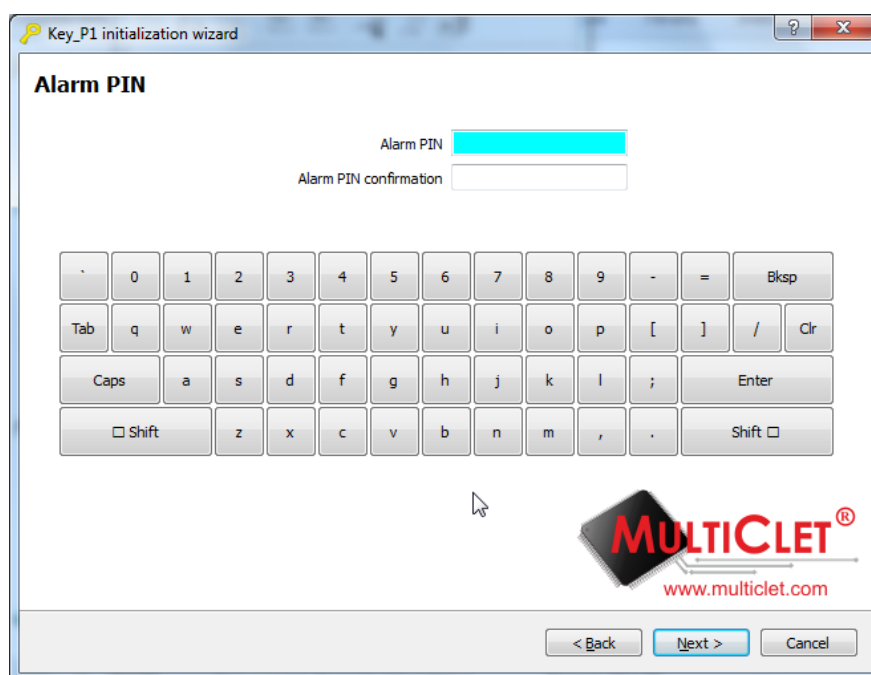 Key_P1 initialization wizard
Alarm PIN
Alarm PIN
Alarm PIN confirmation
` 0 1 2 3 4 5 6 7 8 9 - = Bksp
Tab q w e r t y u i o p [ ] / Clr
Caps a s d f g h j k l ; Enter
□ Shift z x c v b n m , . Shift □
MULTICLET®
www.multiclet.com
< Back Next > Cancel